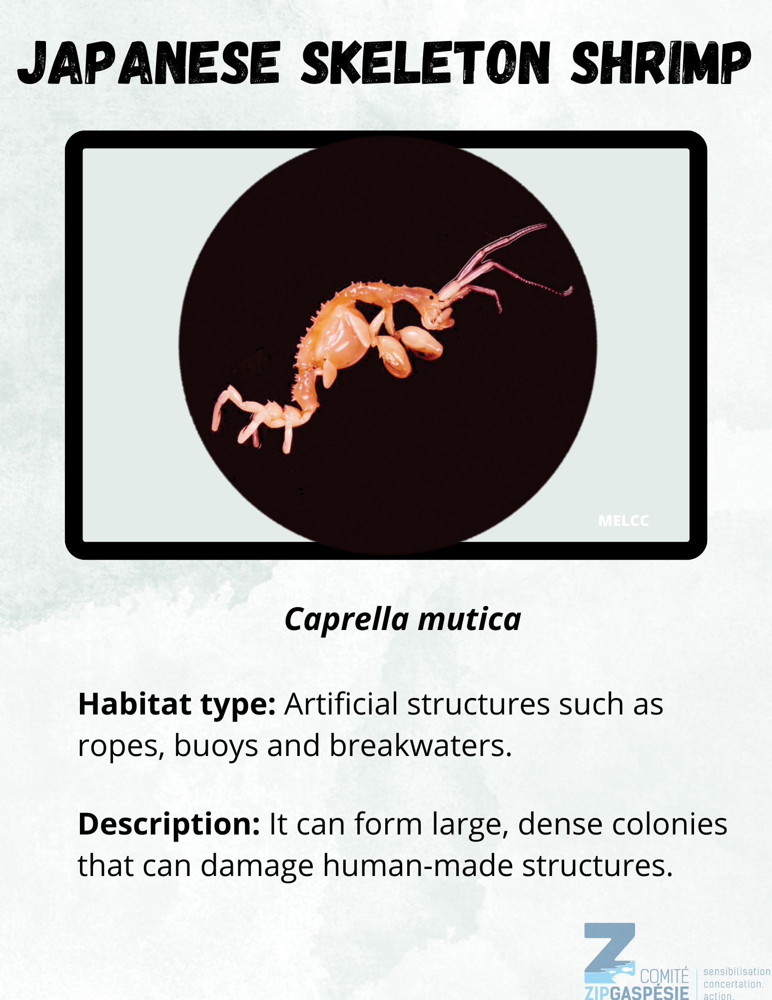 JAPANESE SKELETON SHRIMP
MELCC
Caprella mutica
Habitat type: Artificial structures such as
ropes, buoys and breakwaters.
Description: It can form large, dense colonies
that can damage human-made structures.
Z
COMITÉ
ZIPGASPÉSIE
sensibilisation
concertation.
action.